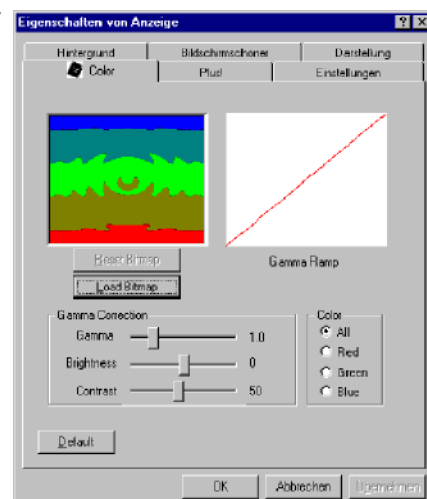 Eigenschaften von Anzeige
Hintergrund Bildschirmschoner Darstellung
Color Plus! Einstellungen
Reset Bitmap
Gamma Ramp
Load Bitmap
Gamma Correction Color
Gamma 1.0 All
Red
Brightness 0 Green
Contrast 50 Blue
Default
OK Abbrechen Übernehmen